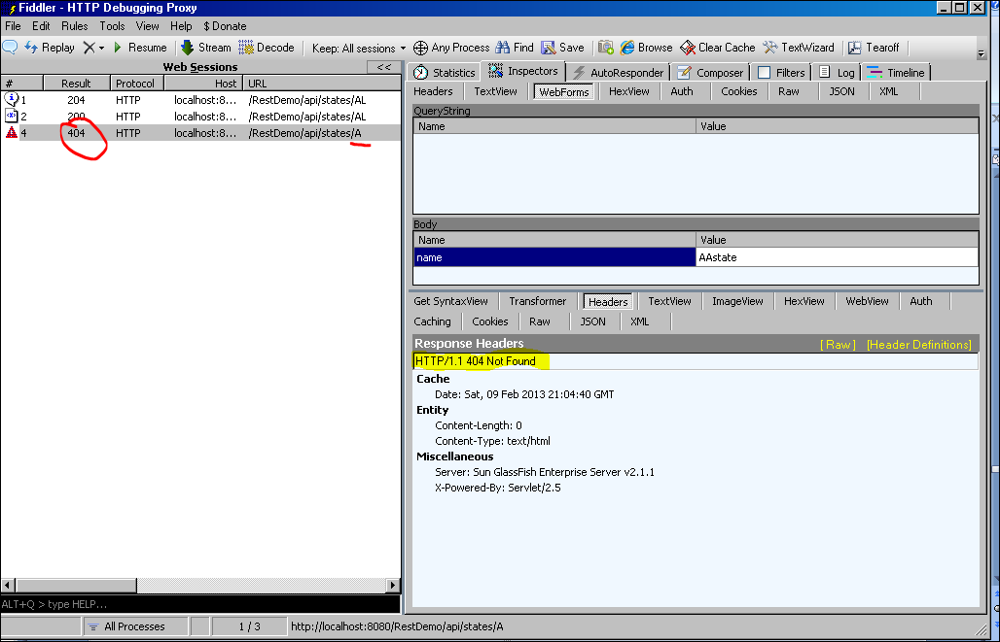 Fiddler - HTTP Debugging Proxy
File Edit Rules Tools View Help $ Donate
Replay Resume Stream Decode Keep: All sessions Any Process Find Save Browse Clear Cache TextWizard Tearoff
Web Sessions <<
# Result Protocol Host URL
1 204 HTTP localhost:8... /RestDemo/api/states/AL
2 200 HTTP localhost:8... /RestDemo/api/states/AL
4 404 HTTP localhost:8... /RestDemo/api/states/A
Statistics Inspectors AutoResponder Composer Filters Log Timeline
Headers TextView WebForms HexView Auth Cookies Raw JSON XML
QueryString
Name Value
Body
Name Value
name AAstate
Get SyntaxView Transformer Headers TextView ImageView HexView WebView Auth
Caching Cookies Raw JSON XML
Response Headers [ Raw ] [Header Definitions]
HTTP/1.1 404 Not Found
Cache
Date: Sat, 09 Feb 2013 21:04:40 GMT
Entity
Content-Length: 0
Content-Type: text/html
Miscellaneous
Server: Sun GlassFish Enterprise Server v2.1.1
X-Powered-By: Servlet/2.5
ALT+Q > type HELP...
All Processes 1 / 3 http://localhost:8080/RestDemo/api/states/A